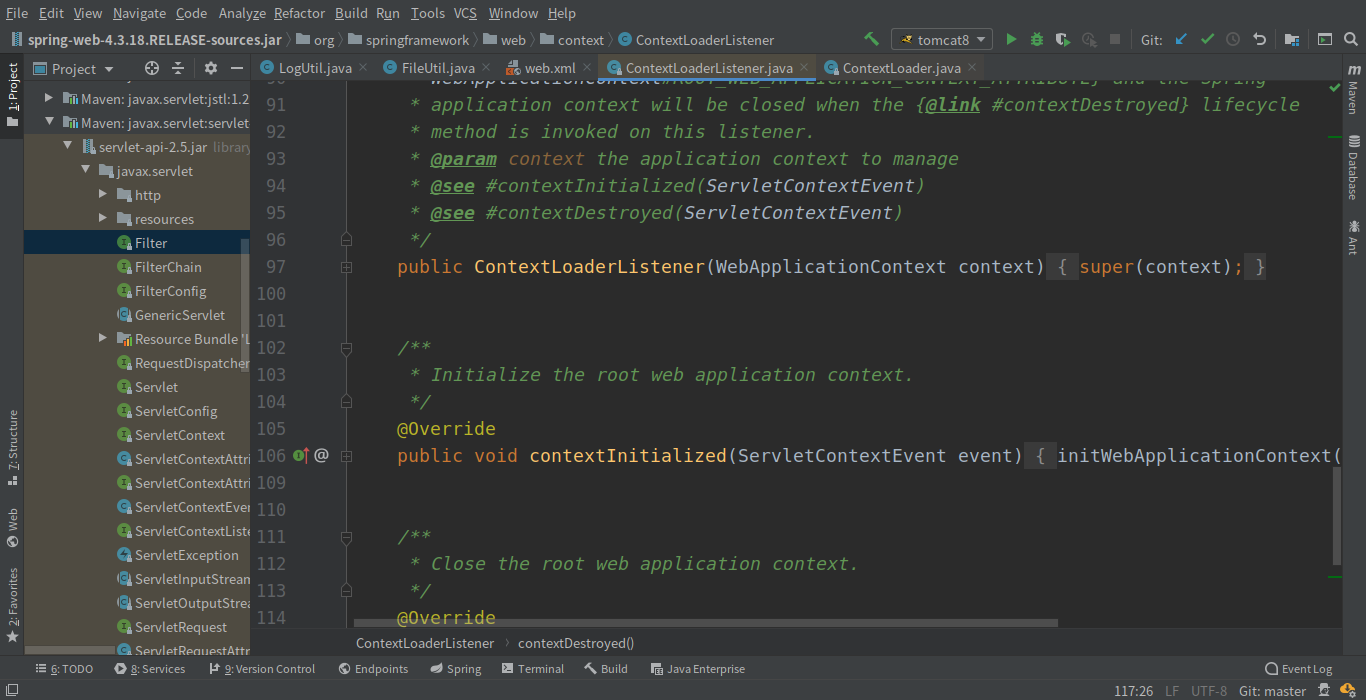 File Edit View Navigate Code Analyze Refactor Build Run Tools VCS Window Help
spring-web-4.3.18.RELEASE-sources.jar org springframework web context ContextLoaderListener tomcat8 Git:
Project LogUtil.java FileUtil.java web.xml ContextLoaderListener.java ContextLoader.java
1: Project
7: Structure
Web
2: Favorites
Maven: javax.servlet:jstl:1.2
Maven: javax.servlet:servlet
servlet-api-2.5.jar library
javax.servlet
http
resources
Filter
FilterChain
FilterConfig
GenericServlet
Resource Bundle 'L
RequestDispatcher
Servlet
ServletConfig
ServletContext
ServletContextAttri
ServletContextAttri
ServletContextEve
ServletContextListe
ServletException
ServletInputStream
ServletOutputStre
ServletRequest
ServletRequestAttr
90 * WebApplicationContext#ROOT_WEB_APPLICATION_CONTEXT_ATTRIBUTE} and the Spring
91 * application context will be closed when the {@link #contextDestroyed} lifecycle
92 * method is invoked on this listener.
93 * @param context the application context to manage
94 * @see #contextInitialized(ServletContextEvent)
95 * @see #contextDestroyed(ServletContextEvent)
96 */
97 public ContextLoaderListener(WebApplicationContext context) { super(context); }
100
101
102 /**
103 * Initialize the root web application context.
104 */
105 @Override
106 @ public void contextInitialized(ServletContextEvent event) { initWebApplicationContext(
109
110
111 /**
112 * Close the root web application context.
113 */
114 @Override
Maven
Database
Ant
ContextLoaderListener contextDestroyed()
6: TODO 8: Services 9: Version Control Endpoints Spring Terminal Build Java Enterprise Event Log
117:26 LF UTF-8 Git: master